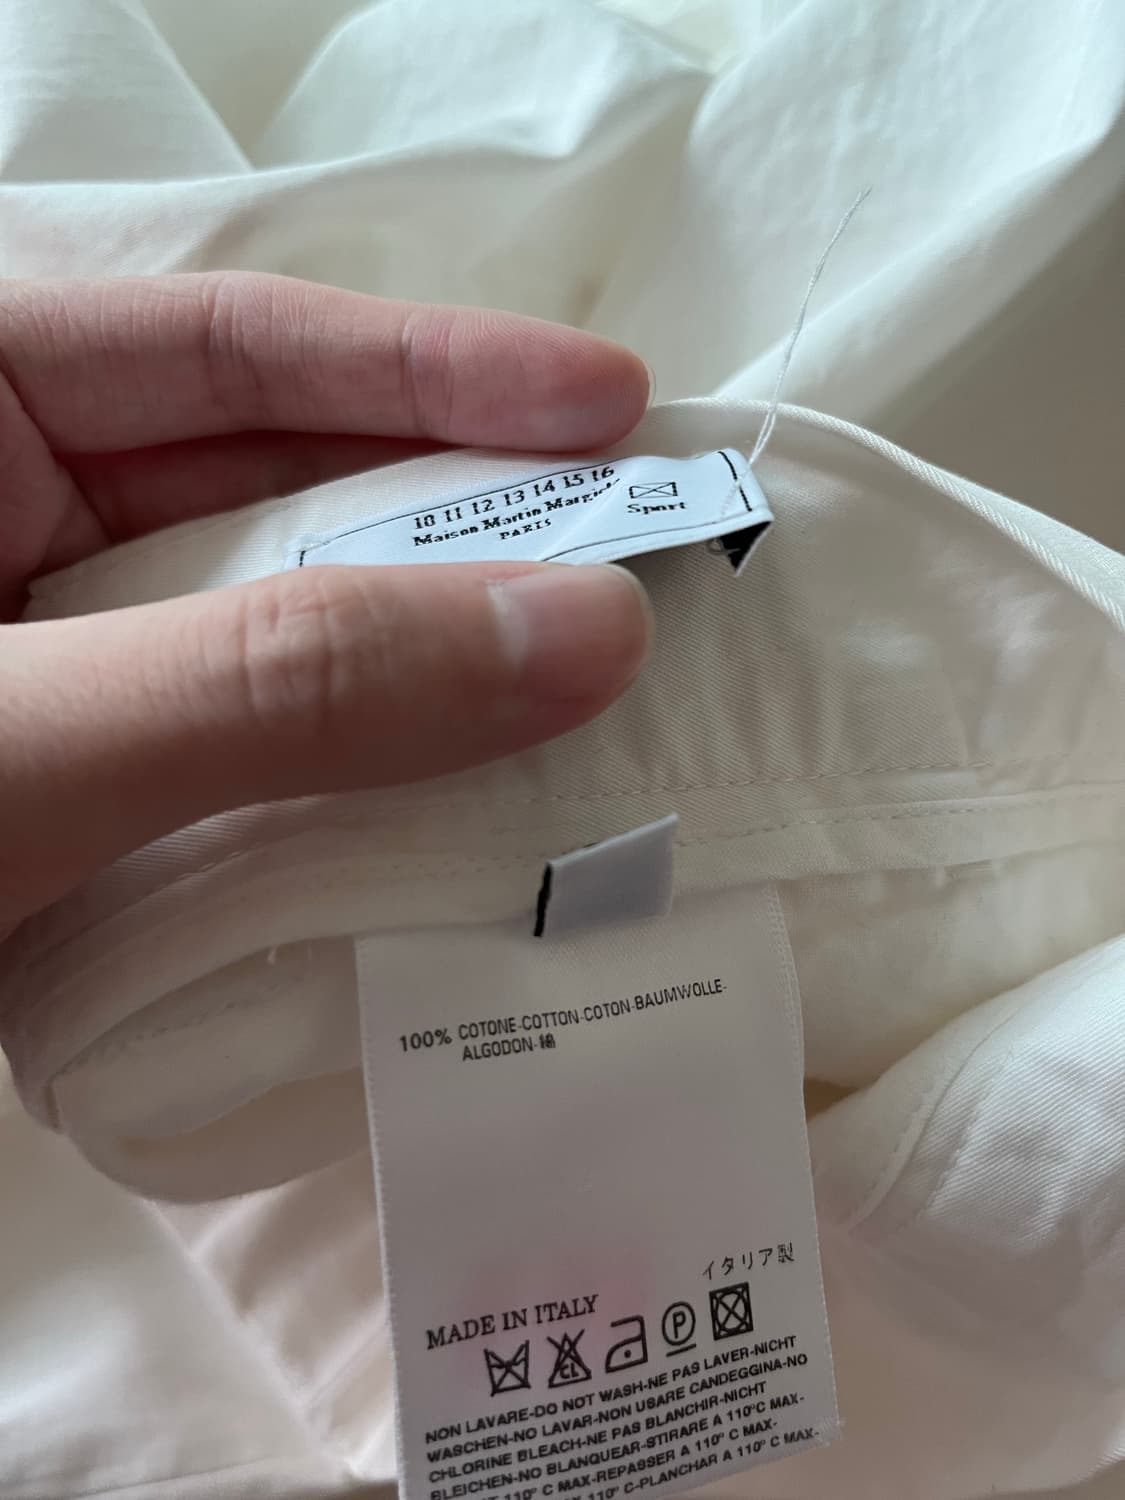 10 11 12 13 14 15 16
Maison Martin
PARIS
Sport
100% COTONE-COTTON-COTON-BAUMWOLLE-
ALGODON-綿
イタリア製
MADE IN ITALY
CL P
NON LAVARE-DO NOT WASH-NE PAS LAVER-NICHT
WASCHEN-NO LAVAR-NON USARE CANDEGGINA-NO
CHLORINE BLEACH-NE PAS BLANCHIR-NICHT
BLEICHEN-NO BLANQUEAR-STIRARE A 110°C MAX-
110° C MAX-REPASSER A 110° C MAX-
110° C-PLANCHAR A 110° C MAX-